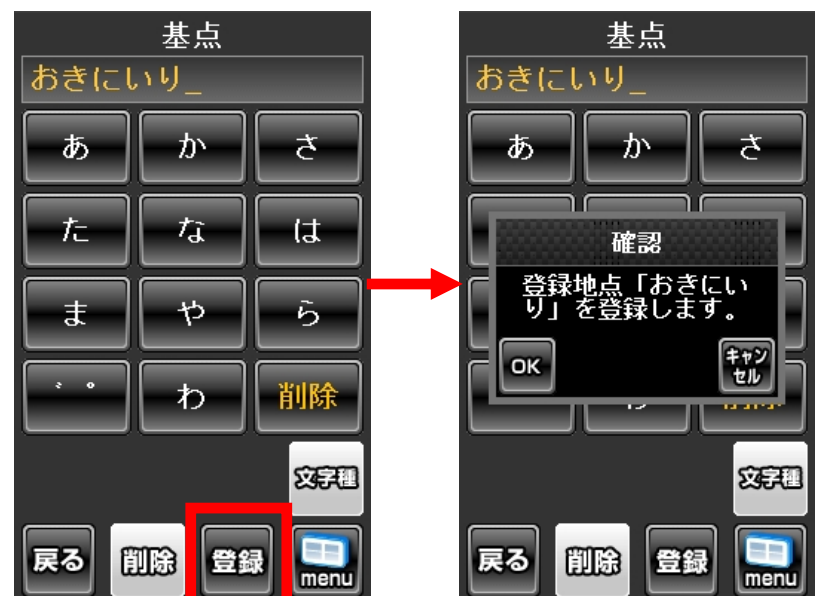 基点
おきにいり_
あ か さ
た な は
ま や ら
゛゜ わ 削除
文字種
戻る 削除 登録 menu
基点
おきにいり_
あ か さ
確認
登録地点「おきにい
り」を登録します。
OK キャン
セル
文字種
戻る 削除 登録 menu